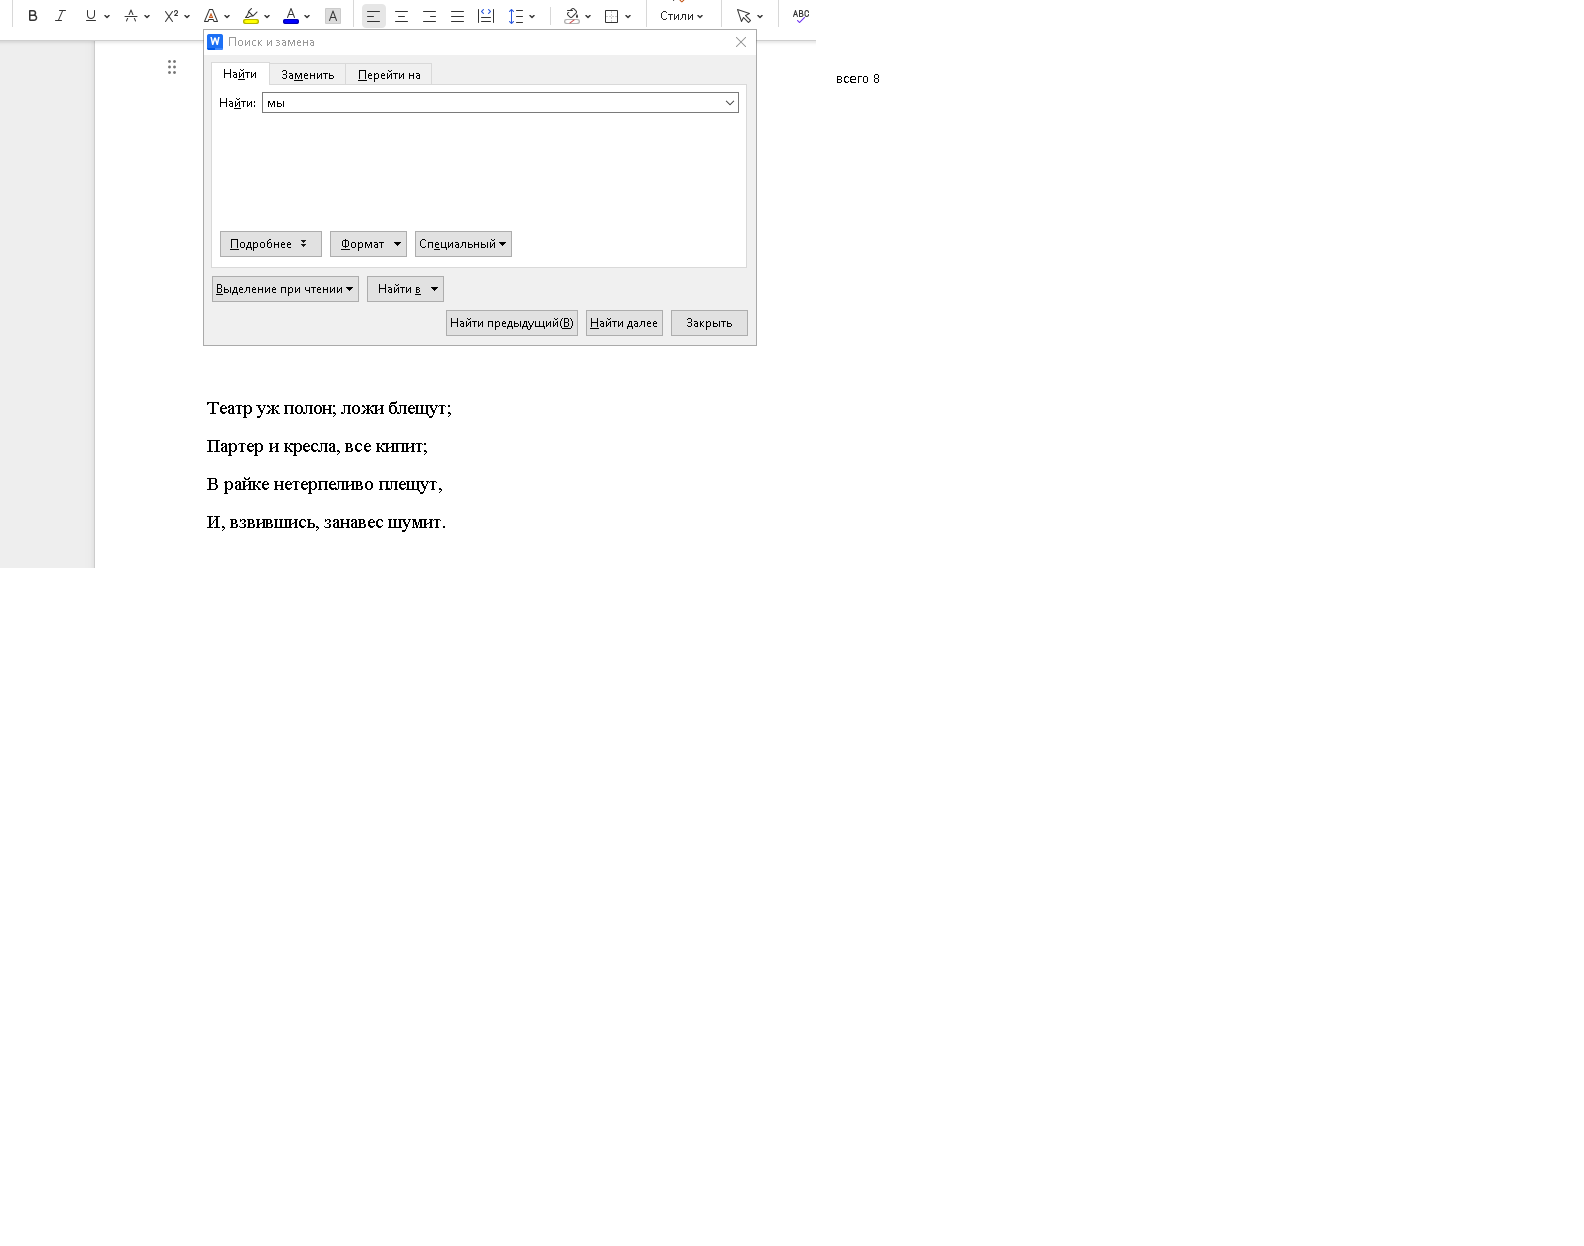 B I U A X² A A A Стили ABC
Поиск и замена
всего 8
Найти Заменить Перейти на
Найти: мы
Подробнее Формат Специальный
Выделение при чтении Найти в
Найти предыдущий(В) Найти далее Закрыть
Театр уж полон; ложи блещут;
Партер и кресла, все кипит;
В райке нетерпеливо плещут,
И, взвившись, занавес шумит.